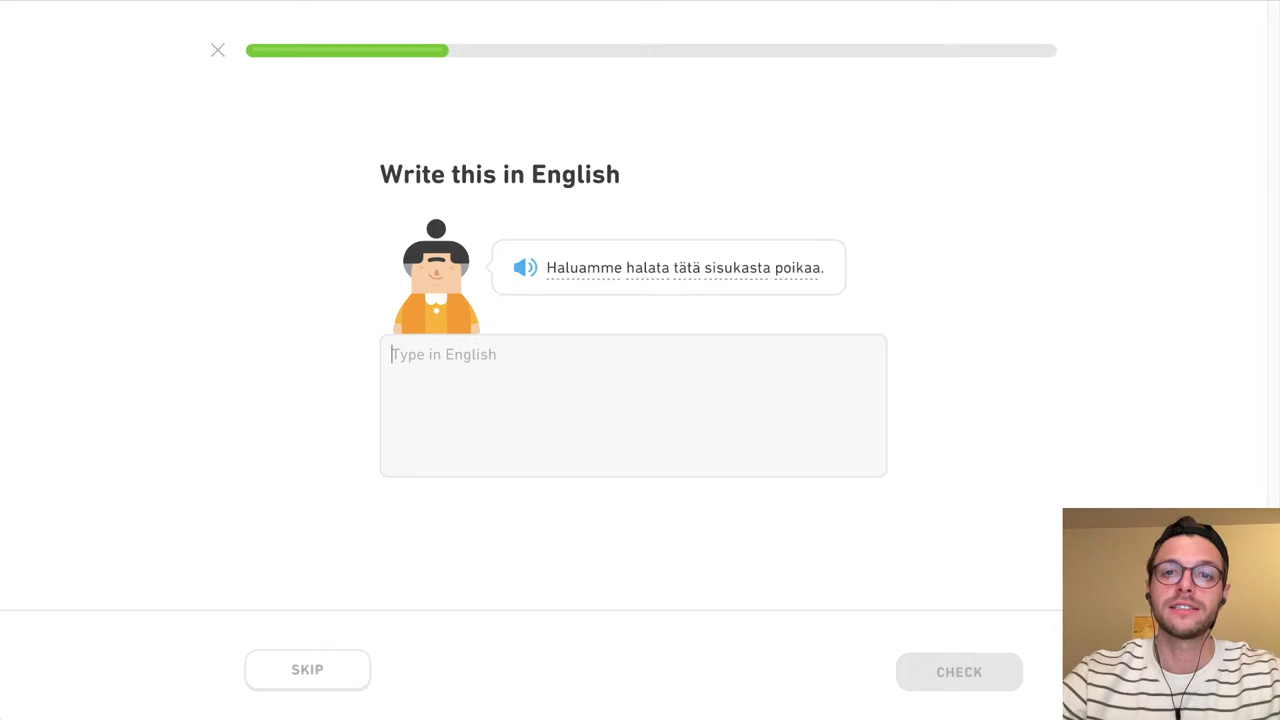 Write this in English
Haluamme halata tätä sisukasta poikaa.
Type in English
SKIP
CHECK